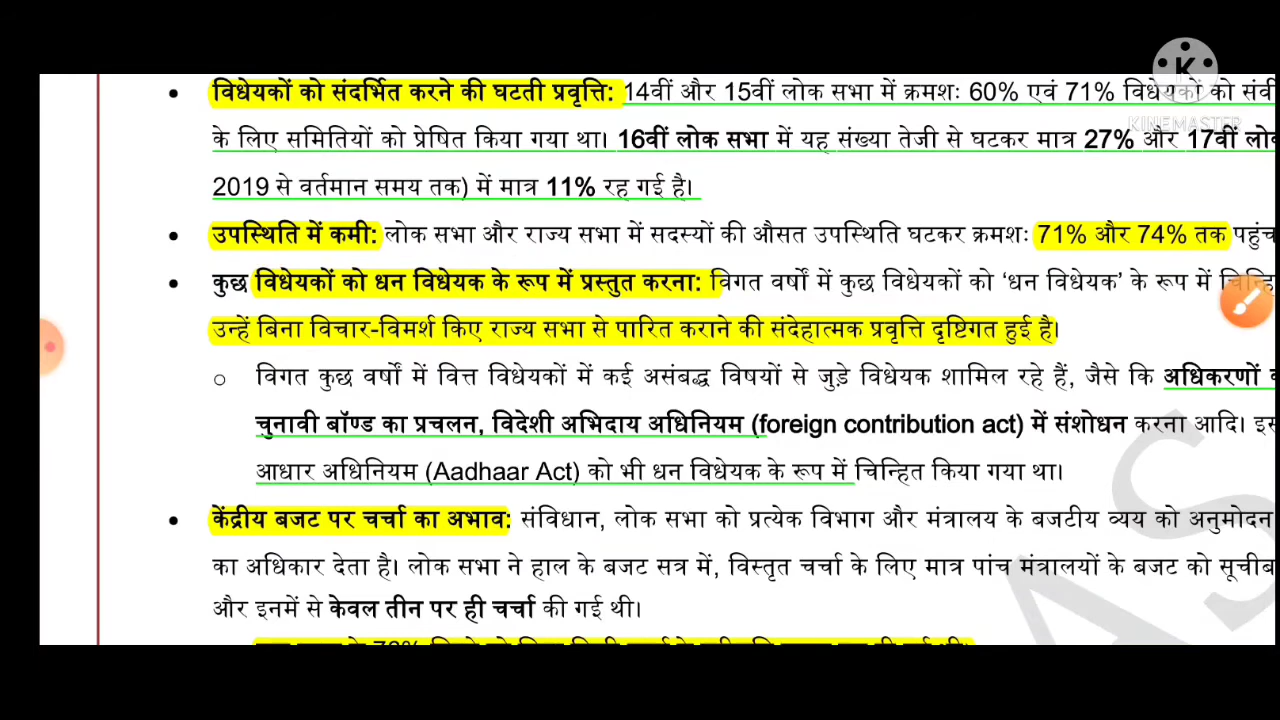 K
KINEMASTER
• विधेयकों को संदर्भित करने की घटती प्रवृत्ति: 14वीं और 15वीं लोक सभा में क्रमशः 60% एवं 71% विधेयकों को
के लिए समितियों को प्रेषित किया गया था। 16वीं लोक सभा में यह संख्या तेजी से घटकर मात्र 27% और 17वीं
2019 से वर्तमान समय तक) में मात्र 11% रह गई है।
• उपस्थिति में कमी: लोक सभा और राज्य सभा में सदस्यों की औसत उपस्थिति घटकर क्रमशः 71% और 74% तक
• कुछ विधेयकों को धन विधेयक के रूप में प्रस्तुत करना: विगत वर्षों में कुछ विधेयकों को ‘धन विधेयक’ के रूप में
उन्हें बिना विचार-विमर्श किए राज्य सभा से पारित कराने की संदेहात्मक प्रवृत्ति दृष्टिगत हुई है।
o विगत कुछ वर्षों में वित्त विधेयकों में कई असंबद्ध विषयों से जुड़े विधेयक शामिल रहे हैं, जैसे कि अधिकरणों
चुनावी बॉण्ड का प्रचलन, विदेशी अभिदाय अधिनियम (foreign contribution act) में संशोधन करना आदि।
आधार अधिनियम (Aadhaar Act) को भी धन विधेयक के रूप में चिन्हित किया गया था।
• केंद्रीय बजट पर चर्चा का अभाव: संविधान, लोक सभा को प्रत्येक विभाग और मंत्रालय के बजटीय व्यय को अनुमोदन
का अधिकार देता है। लोक सभा ने हाल के बजट सत्र में, विस्तृत चर्चा के लिए मात्र पांच मंत्रालयों के बजट को
और इनमें से केवल तीन पर ही चर्चा की गई थी।
AS